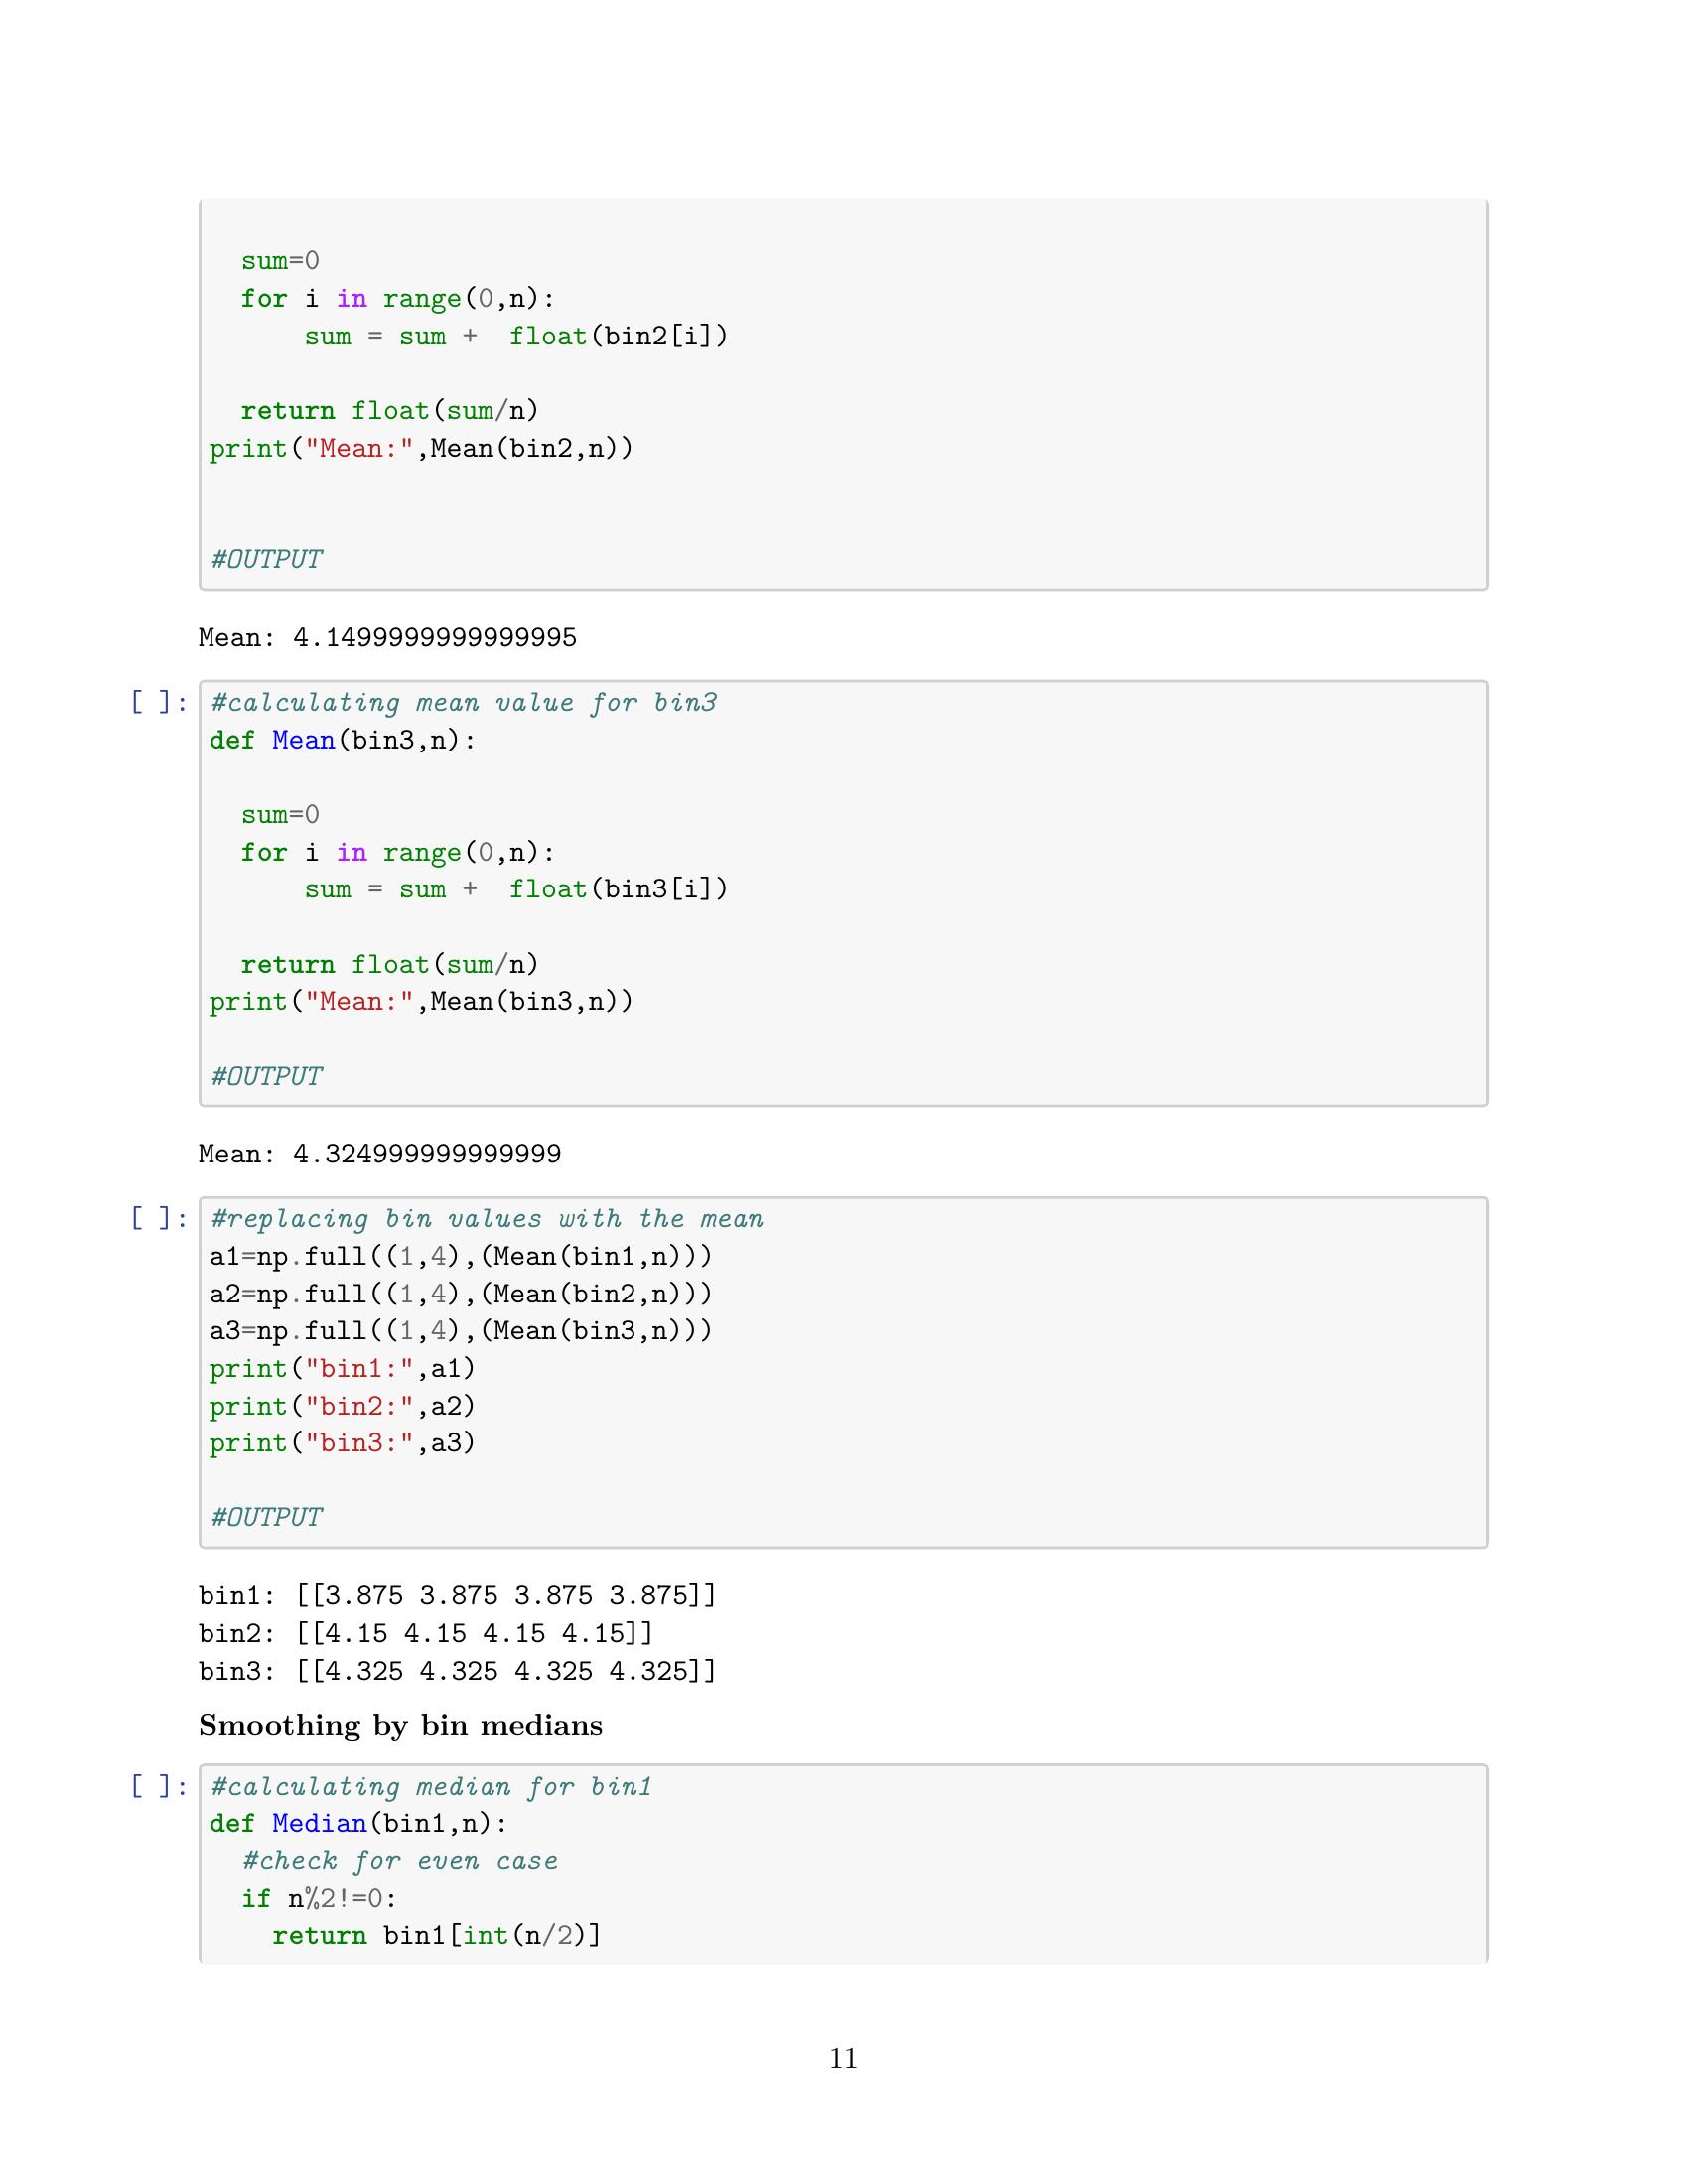 sum=0
for i in range(0,n):
sum = sum +  float(bin2[i])
return float(sum/n)
print("Mean:",Mean(bin2,n))
#OUTPUT
Mean: 4.1499999999999995
[ ]: #calculating mean value for bin3
def Mean(bin3,n):
sum=0
for i in range(0,n):
sum = sum +  float(bin3[i])
return float(sum/n)
print("Mean:",Mean(bin3,n))
#OUTPUT
Mean: 4.324999999999999
[ ]: #replacing bin values with the mean
a1=np.full((1,4),(Mean(bin1,n)))
a2=np.full((1,4),(Mean(bin2,n)))
a3=np.full((1,4),(Mean(bin3,n)))
print("bin1:",a1)
print("bin2:",a2)
print("bin3:",a3)
#OUTPUT
bin1: [[3.875 3.875 3.875 3.875]]
bin2: [[4.15 4.15 4.15 4.15]]
bin3: [[4.325 4.325 4.325 4.325]]
Smoothing by bin medians
[ ]: #calculating median for bin1
def Median(bin1,n):
#check for even case
if n%2!=0:
return bin1[int(n/2)]
11